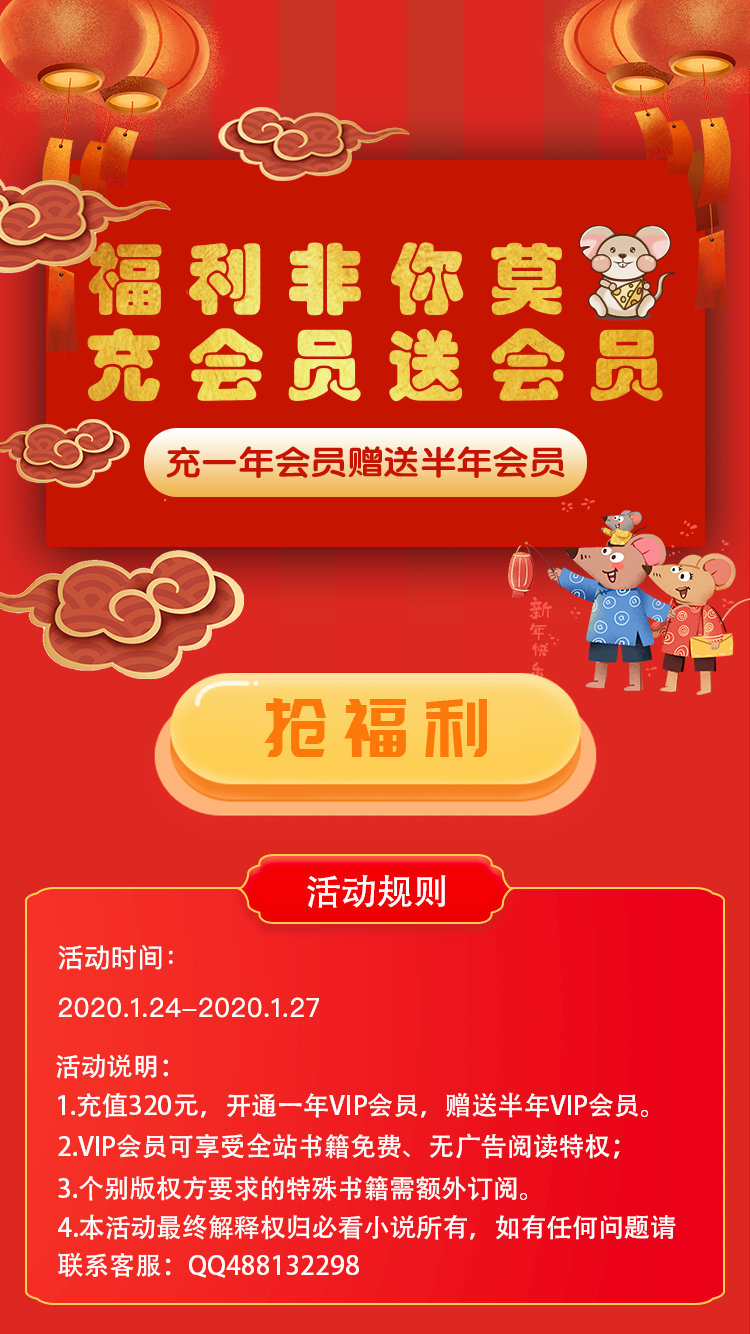 福利非你莫
充会员送会员
充一年会员赠送半年会员
新年快乐
抢福利
活动规则
活动时间：
2020.1.24-2020.1.27
活动说明：
1.充值320元，开通一年VIP会员，赠送半年VIP会员。
2.VIP会员可享受全站书籍免费、无广告阅读特权；
3.个别版权方要求的特殊书籍需额外订阅。
4.本活动最终解释权归必看小说所有，如有任何问题请
联系客服：QQ488132298